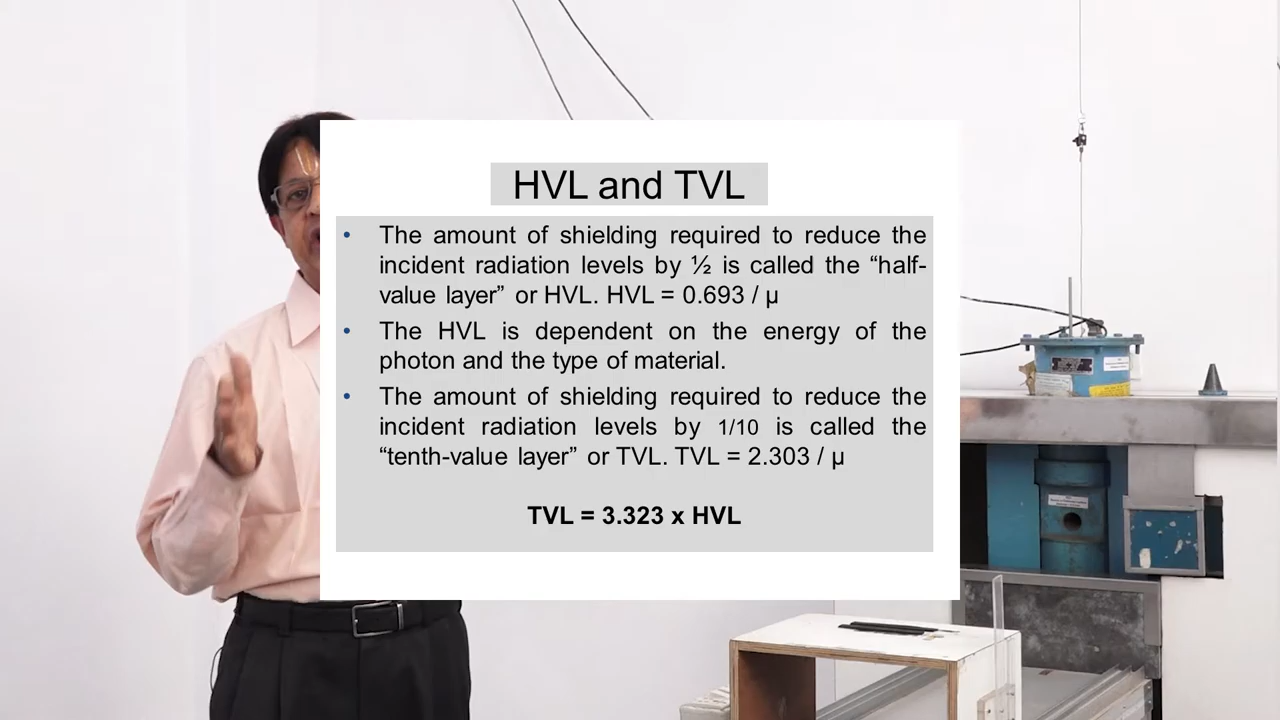 HVL and TVL
• The amount of shielding required to reduce the
incident radiation levels by ½ is called the “half-
value layer” or HVL. HVL = 0.693 / μ
• The HVL is dependent on the energy of the
photon and the type of material.
• The amount of shielding required to reduce the
incident radiation levels by 1/10 is called the
“tenth-value layer” or TVL. TVL = 2.303 / μ
TVL = 3.323 x HVL